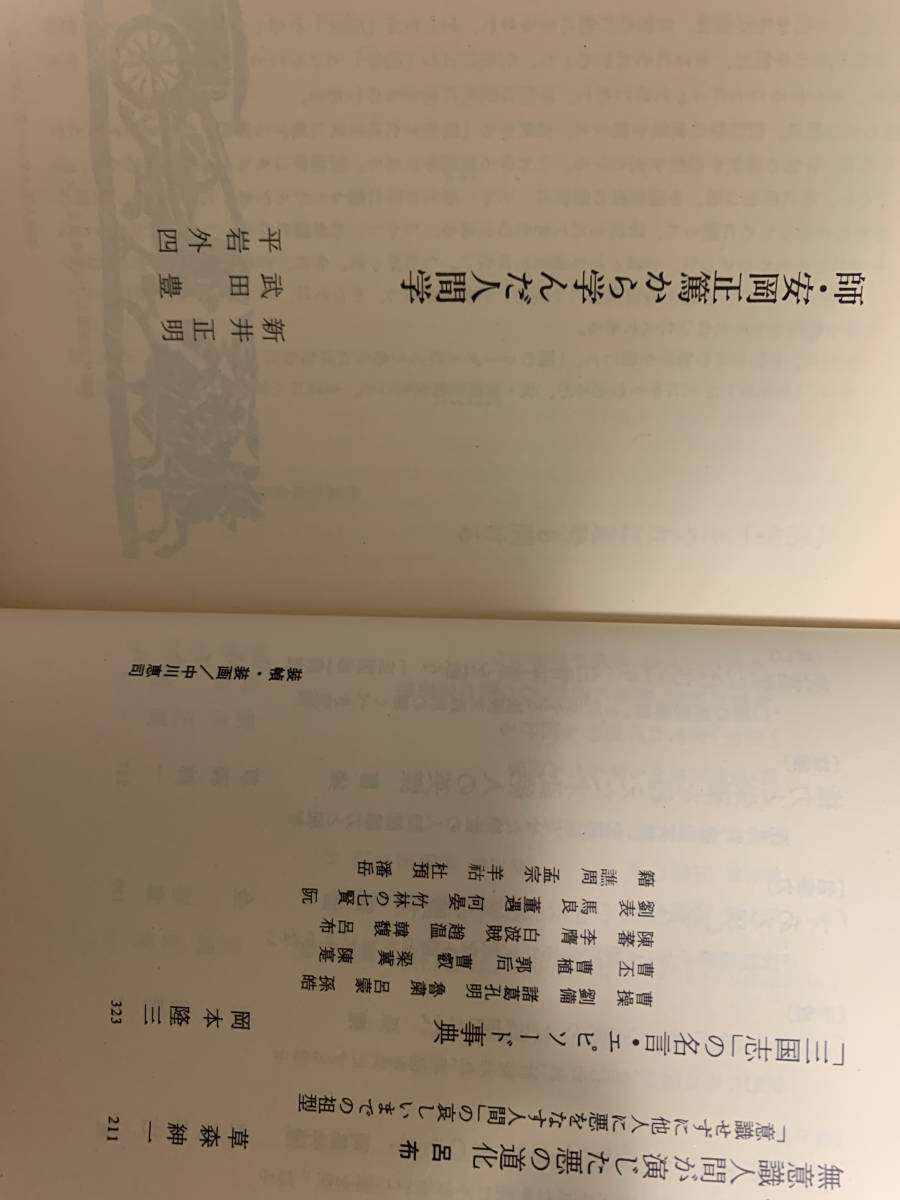 無意識人間が演じた悪の道化 呂布
「意識せずに他人に悪をなす人間」の哀しいまでの祖型
草森紳一 211
「三国志」の名言・エピソード事典
岡本隆三 323
曹操 劉備 諸葛孔明 魯粛 呂蒙 孫皓
曹丕 曹植 郭后 曹叡 梁冀 陳寔
陳蕃 李膺 白波賊 趙温 韓馥 呂布
劉表 馬良 董遇 何晏 竹林の七賢 阮
籍 譙周 孟宗 羊祜 杜預 潘岳
装幀・装画/中川恵司
師・安岡正篤から学んだ人間学
新井正明
武田豊
平岩外四